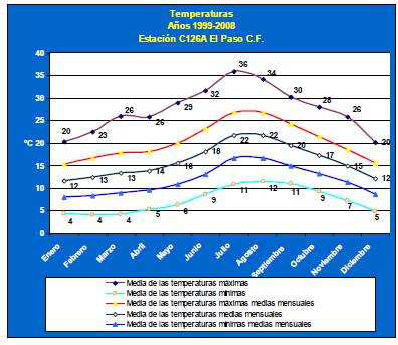 Temperaturas
Años 1999-2008
Estación C126A El Paso C.F.
40
35
30
25
20
15
10
5
0
ºC
20 23 26 26 29 32 36 34 30 28 26 20
12 13 13 14 16 18 22 22 20 17 15 12
4 4 4 5 6 9 11 12 11 9 7 5
Enero Febrero Marzo Abril Mayo Junio Julio Agosto Septiembre Octubre Noviembre Diciembre
Media de las temperaturas máximas
Media de las temperaturas mínimas
Media de las temperaturas máximas medias mensuales
Media de las temperaturas medias mensuales
Media de las temperaturas mínimas medias mensuales